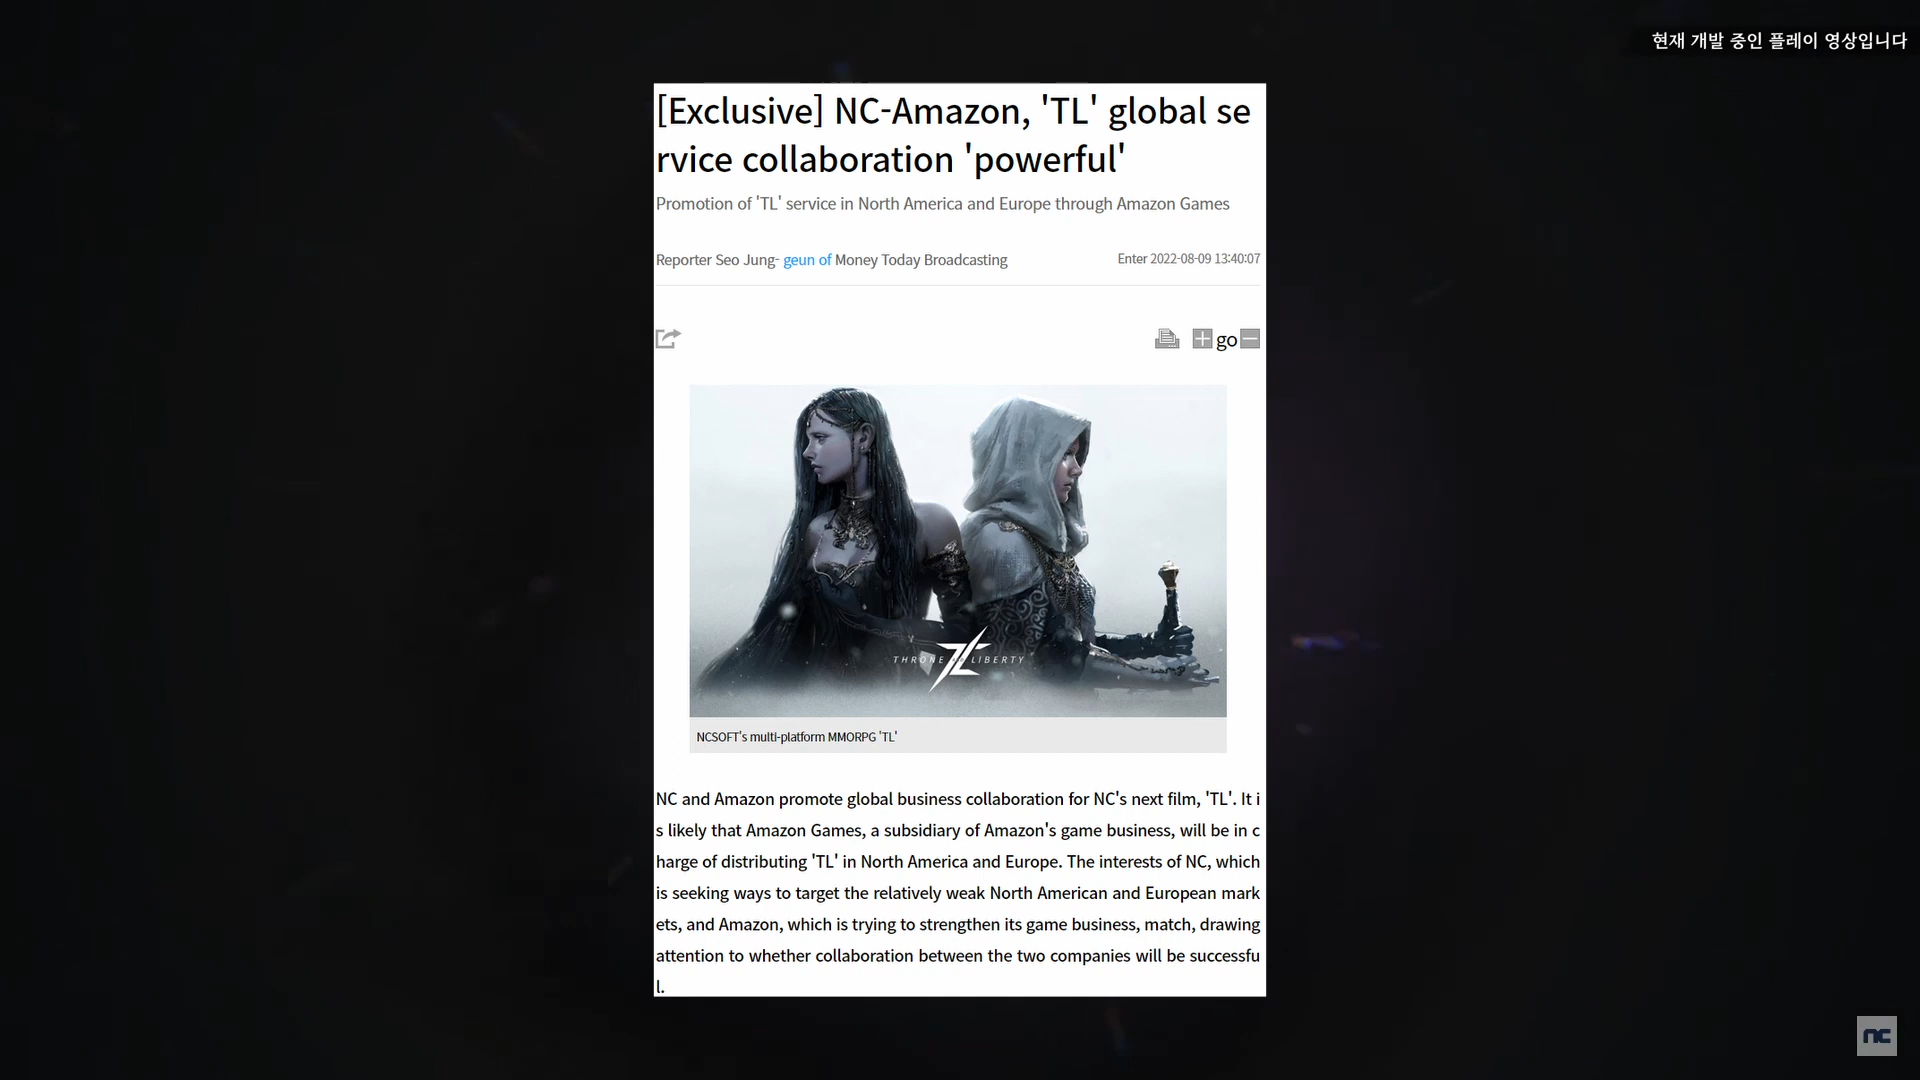 현재 개발 중인 플레이 영상입니다
[Exclusive] NC-Amazon, 'TL' global se
rvice collaboration 'powerful'
Promotion of 'TL' service in North America and Europe through Amazon Games
Reporter Seo Jung- geun of Money Today Broadcasting
Enter 2022-08-09 13:40:07
go
TL
THRONE AND LIBERTY
NCSOFT's multi-platform MMORPG 'TL'
NC and Amazon promote global business collaboration for NC's next film, 'TL'. It i
s likely that Amazon Games, a subsidiary of Amazon's game business, will be in c
harge of distributing 'TL' in North America and Europe. The interests of NC, which
is seeking ways to target the relatively weak North American and European mark
ets, and Amazon, which is trying to strengthen its game business, match, drawing
attention to whether collaboration between the two companies will be successfu
l.
nc